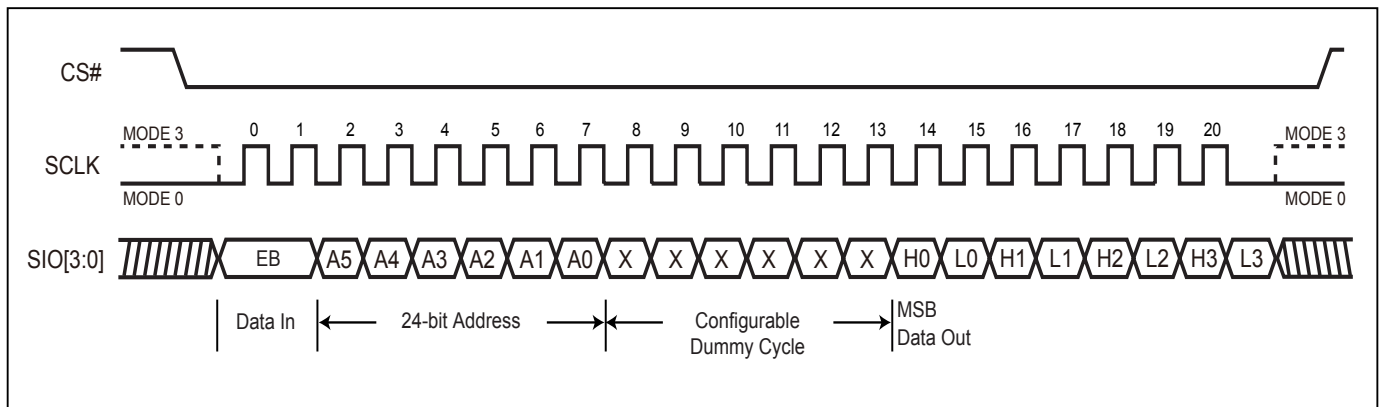 CS#
0 1 2 3 4 5 6 7 8 9 10 11 12 13 14 15 16 17 18 19 20
MODE 3 MODE 3
SCLK
MODE 0 MODE 0
SIO[3:0] EB A5 A4 A3 A2 A1 A0 X X X X X X H0 L0 H1 L1 H2 L2 H3 L3
Data In 24-bit Address Configurable MSB
Dummy Cycle Data Out